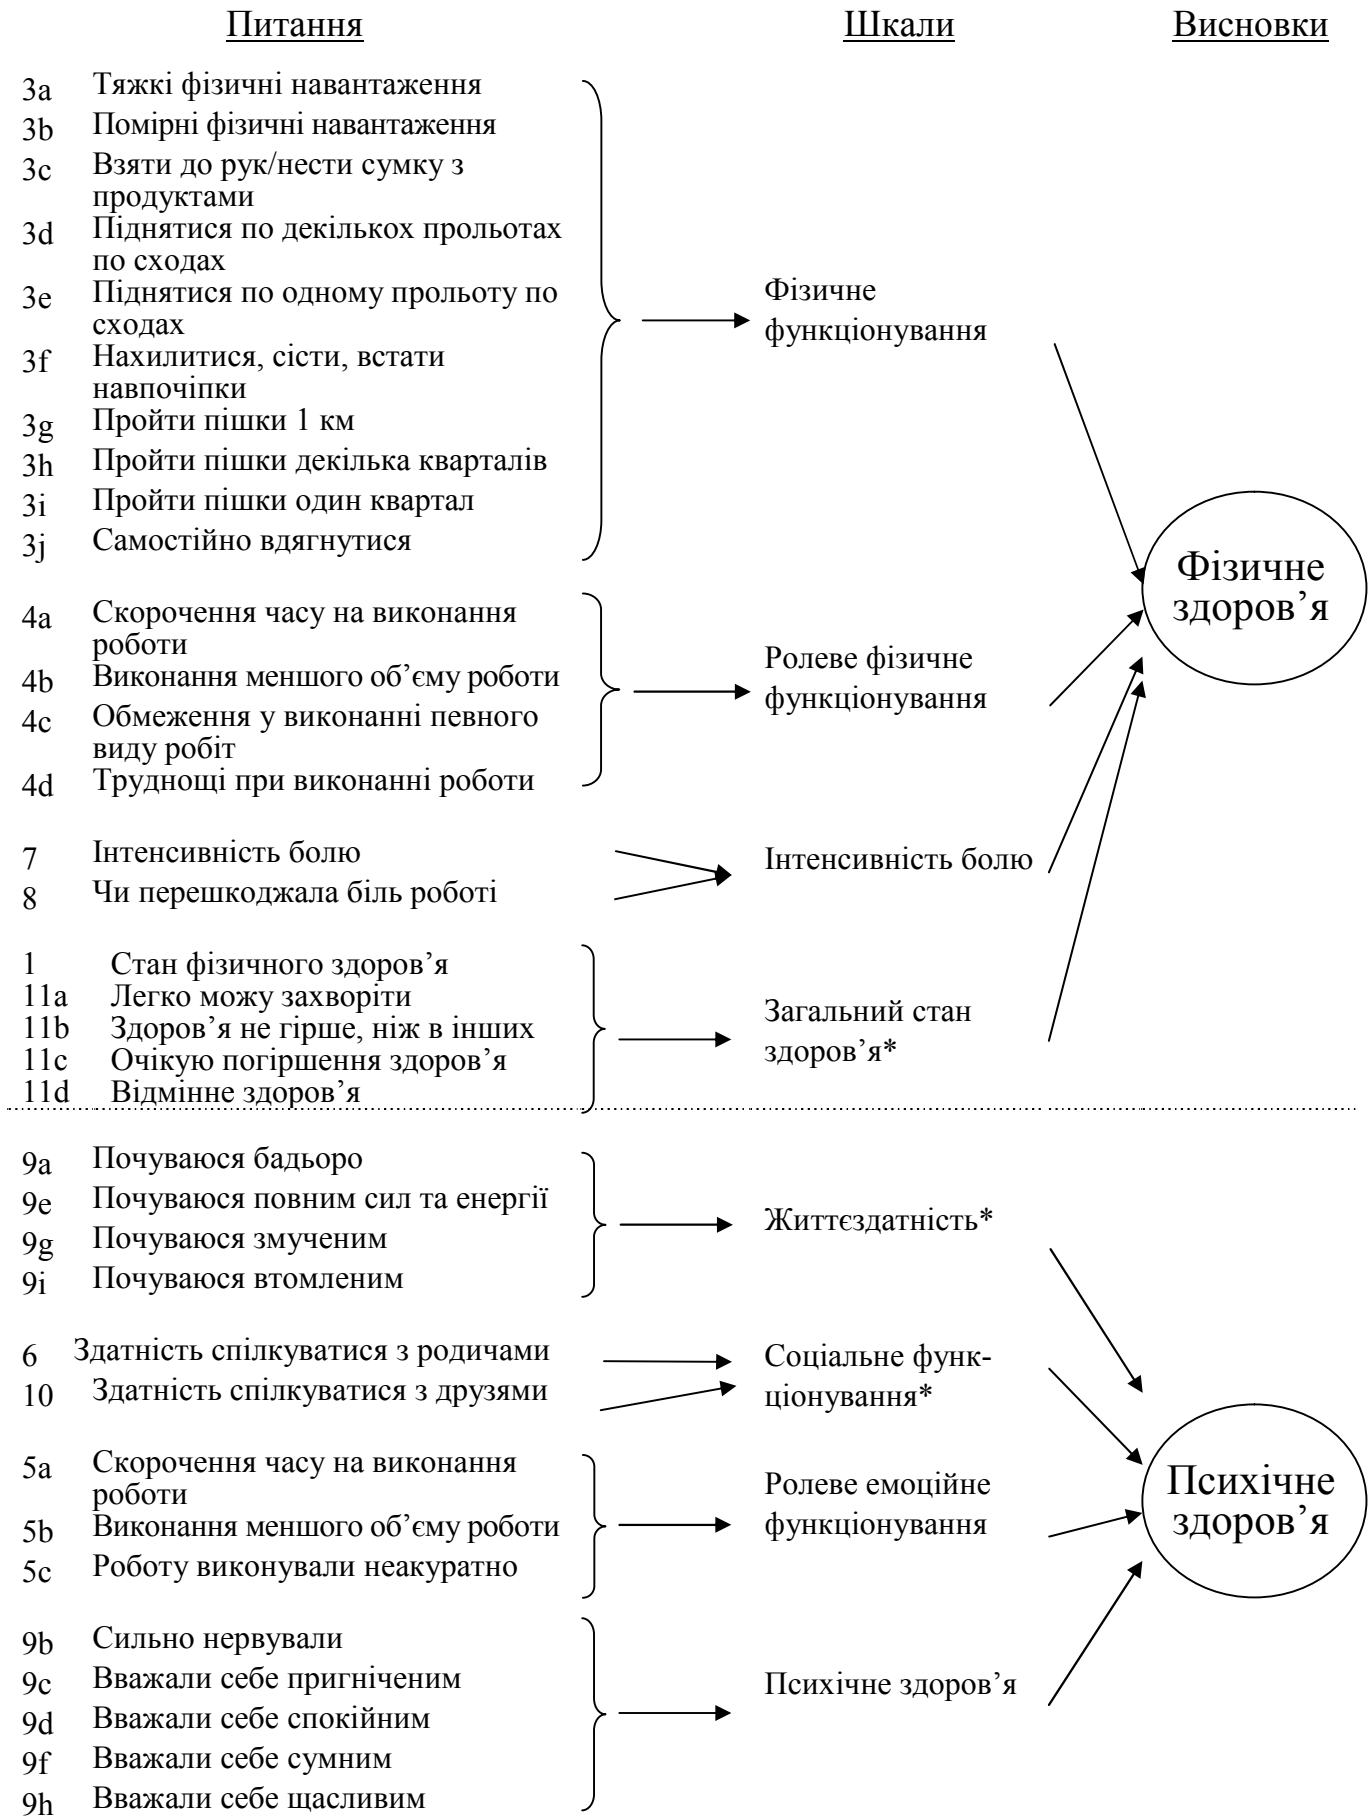 Питання Шкали Висновки
3a Тяжкі фізичні навантаження
3b Помірні фізичні навантаження
3c Взяти до рук/нести сумку з
продуктами
3d Піднятися по декількох прольотах
по сходах
3e Піднятися по одному прольоту по
сходах
3f Нахилитися, сісти, встати
навпочіпки
3g Пройти пішки 1 км
3h Пройти пішки декілька кварталів
3i Пройти пішки один квартал
3j Самостійно вдягнутися
Фізичне
функціонування
4a Скорочення часу на виконання
роботи
4b Виконання меншого об’єму роботи
4c Обмеження у виконанні певного
виду робіт
4d Труднощі при виконанні роботи
Ролеве фізичне
функціонування
7 Інтенсивність болю
8 Чи перешкоджала біль роботі
Інтенсивність болю
1 Стан фізичного здоров’я
11a Легко можу захворіти
11b Здоров’я не гірше, ніж в інших
11c Очікую погіршення здоров’я
11d Відмінне здоров’я
Загальний стан
здоров’я*
Фізичне
здоров’я
9a Почуваюся бадьоро
9e Почуваюся повним сил та енергії
9g Почуваюся змученим
9i Почуваюся втомленим
Життєздатність*
6 Здатність спілкуватися з родичами
10 Здатність спілкуватися з друзями
Соціальне функ-
ціонування*
5a Скорочення часу на виконання
роботи
5b Виконання меншого об’єму роботи
5c Роботу виконували неакуратно
Ролеве емоційне
функціонування
9b Сильно нервували
9c Вважали себе пригніченим
9d Вважали себе спокійним
9f Вважали себе сумним
9h Вважали себе щасливим
Психічне здоров’я
Психічне
здоров’я